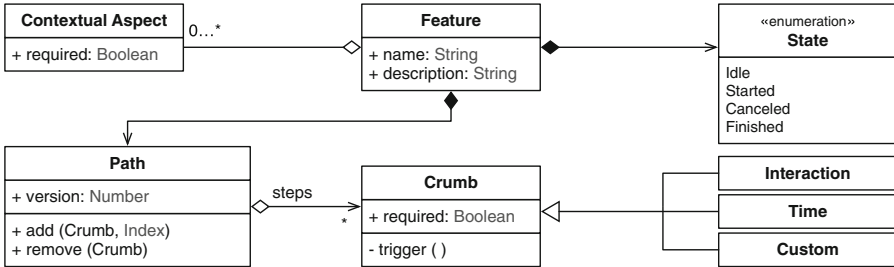 Contextual Aspect
+ required: Boolean
0…*
Feature
+ name: String
+ description: String
«enumeration»
State
Idle
Started
Canceled
Finished
Path
+ version: Number
+ add (Crumb, Index)
+ remove (Crumb)
steps
*
Crumb
+ required: Boolean
- trigger ( )
Interaction
Time
Custom